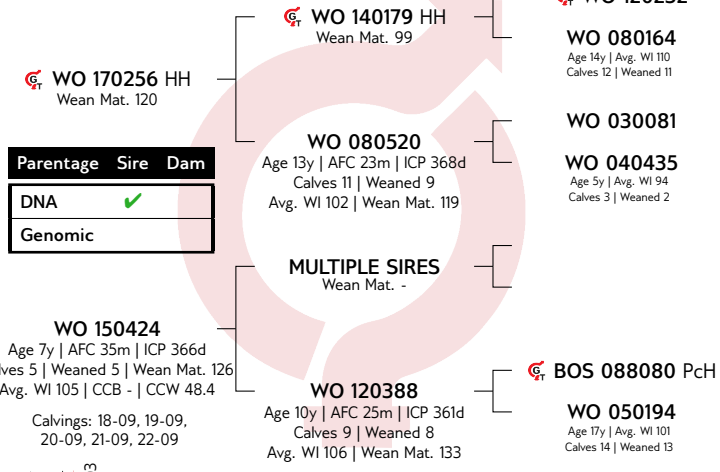 WO 140179 HH
Wean Mat. 99
WO 080164
Age 14y | Avg. WI 110
Calves 12 | Weaned 11
WO 170256 HH
Wean Mat. 120
WO 080520
Age 13y | AFC 23m | ICP 368d
Calves 11 | Weaned 9
Avg. WI 102 | Wean Mat. 119
WO 030081
WO 040435
Age 5y | Avg. WI 94
Calves 3 | Weaned 2
Parentage Sire Dam
DNA ✔
Genomic
MULTIPLE SIRES
Wean Mat. -
WO 150424
Age 7y | AFC 35m | ICP 366d
ves 5 | Weaned 5 | Wean Mat. 126
Avg. WI 105 | CCB - | CCW 48.4
Calvings: 18-09, 19-09,
20-09, 21-09, 22-09
WO 120388
Age 10y | AFC 25m | ICP 361d
Calves 9 | Weaned 8
Avg. WI 106 | Wean Mat. 133
BOS 088080 PcH
WO 050194
Age 17y | Avg. WI 101
Calves 14 | Weaned 13